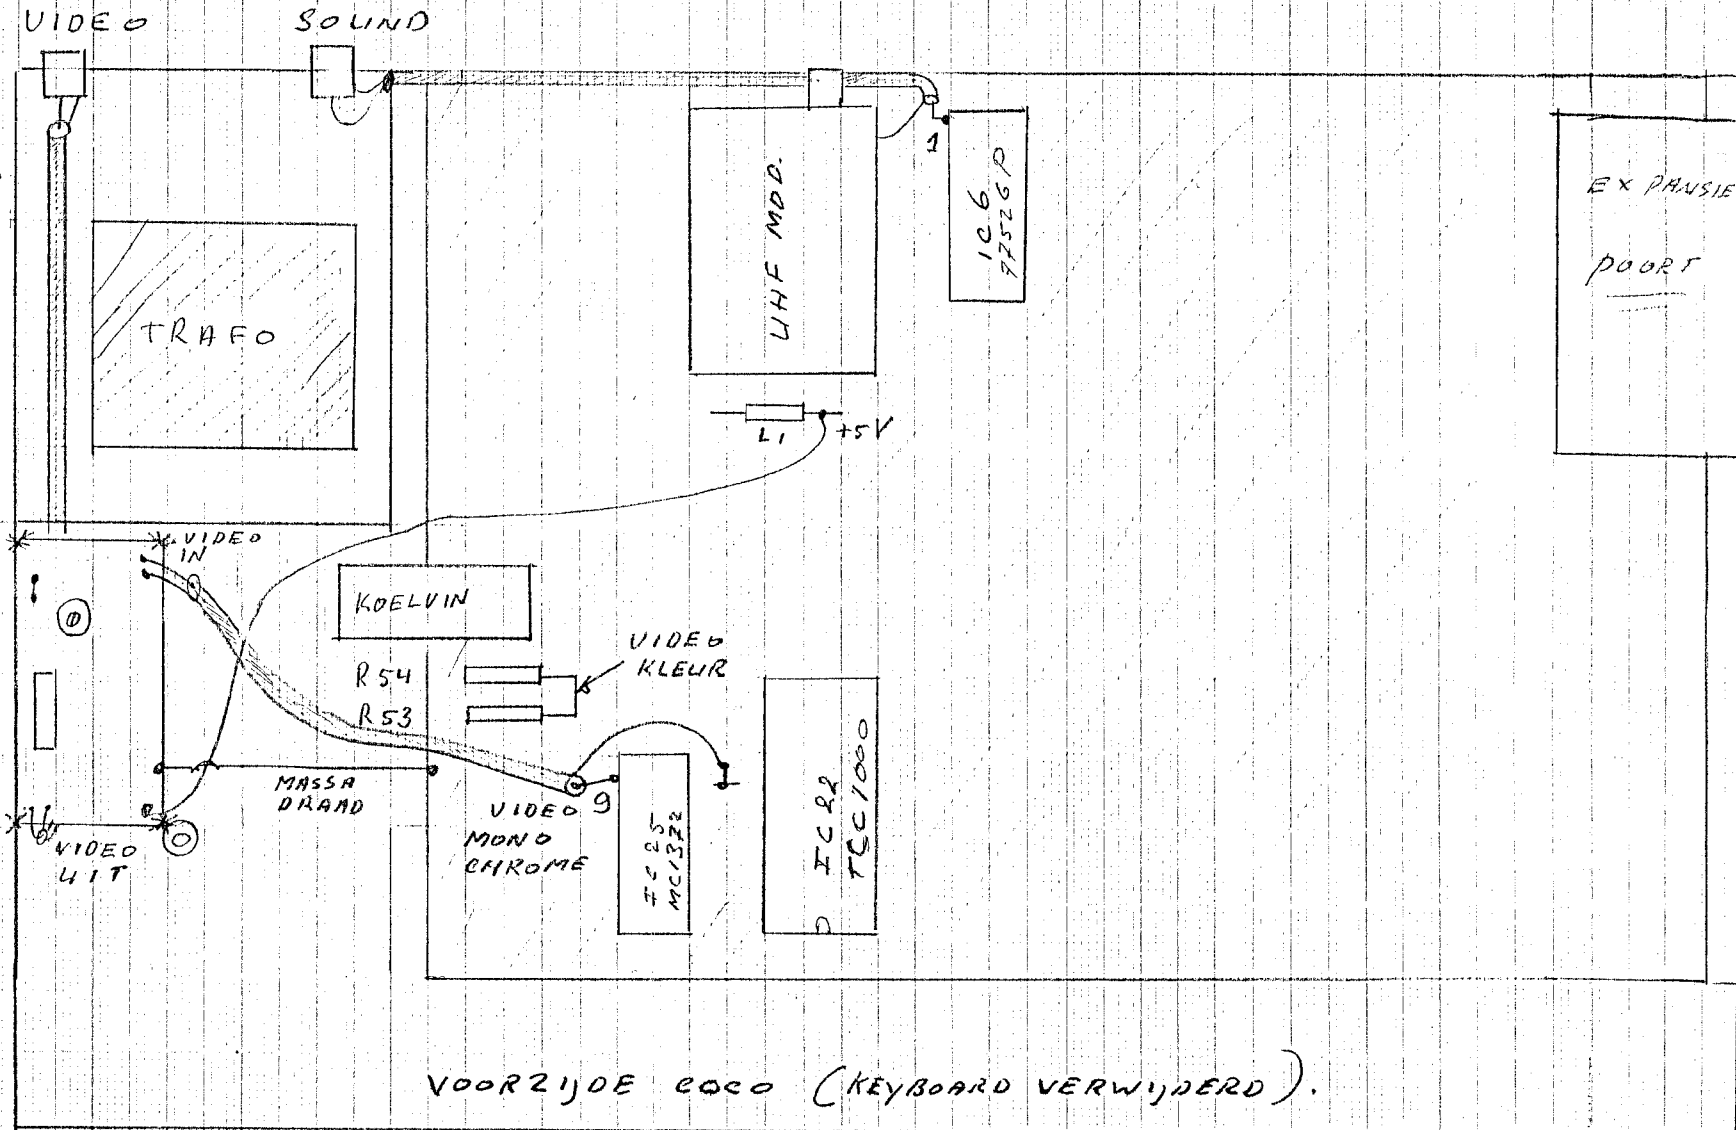 VIDEO
SOUND
1
IC6
77526P
UHF MOD.
EXPANSIE
POORT
TRAFO
L1
+5V
VIDEO
IN
KOELVIN
VIDEO
KLEUR
R54
R53
MASSA
DRAAD
VIDEO
MONO
CHROME
9
IC25
MC1372
IC22
TCC1000
VIDEO
UIT
VOORZIJDE COCO (KEYBOARD VERWIJDERD).